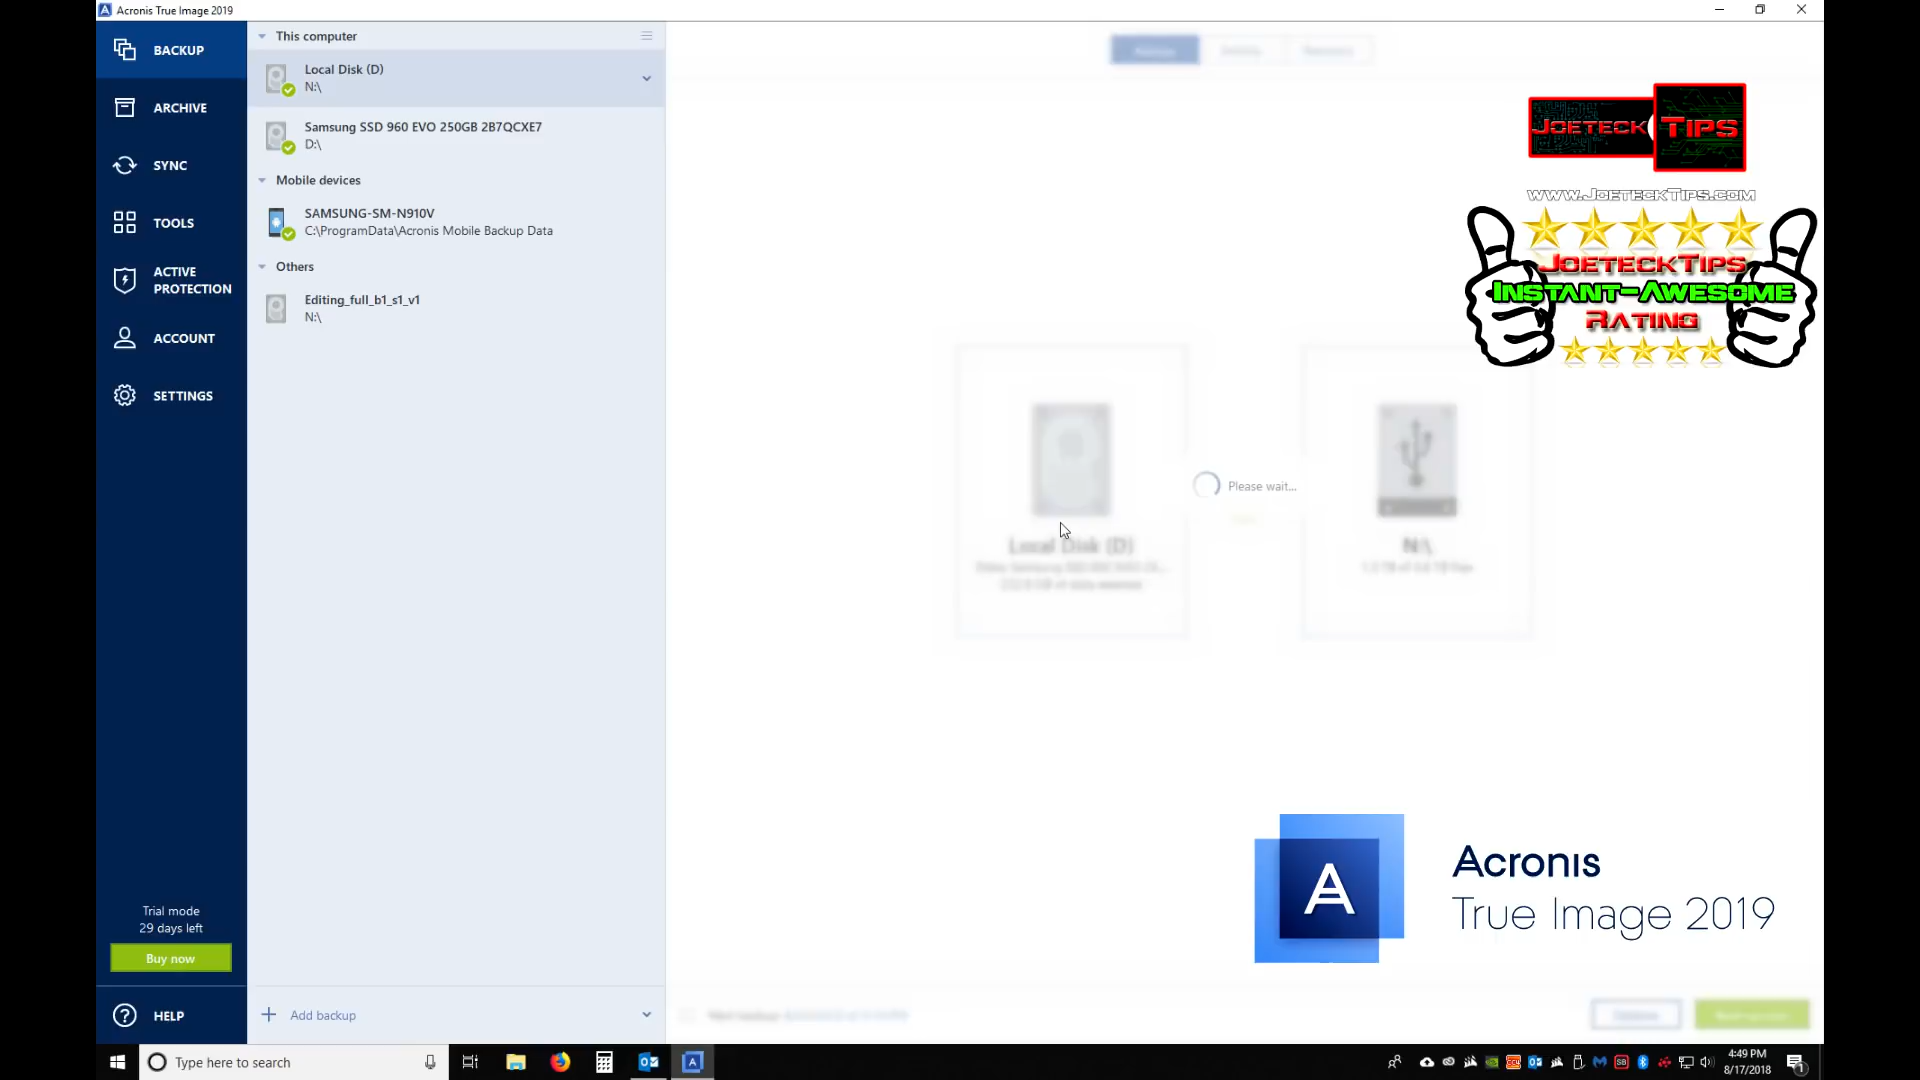 Acronis True Image 2019
BACKUP
ARCHIVE
SYNC
TOOLS
ACTIVE
PROTECTION
ACCOUNT
SETTINGS
Trial mode
29 days left
Buy now
HELP
This computer
Local Disk (D)
N:\
Samsung SSD 960 EVO 250GB 2B7QCXE7
D:\
Mobile devices
SAMSUNG-SM-N910V
C:\ProgramData\Acronis Mobile Backup Data
Others
Editing_full_b1_s1_v1
N:\
Add backup
Please wait...
Local Disk (D)
N:\
JOETECK TIPS
WWW.JOETECKTIPS.COM
JOETECKTIPS
INSTANT-AWESOME
RATING
Acronis
True Image 2019
Type here to search
4:49 PM
8/17/2018